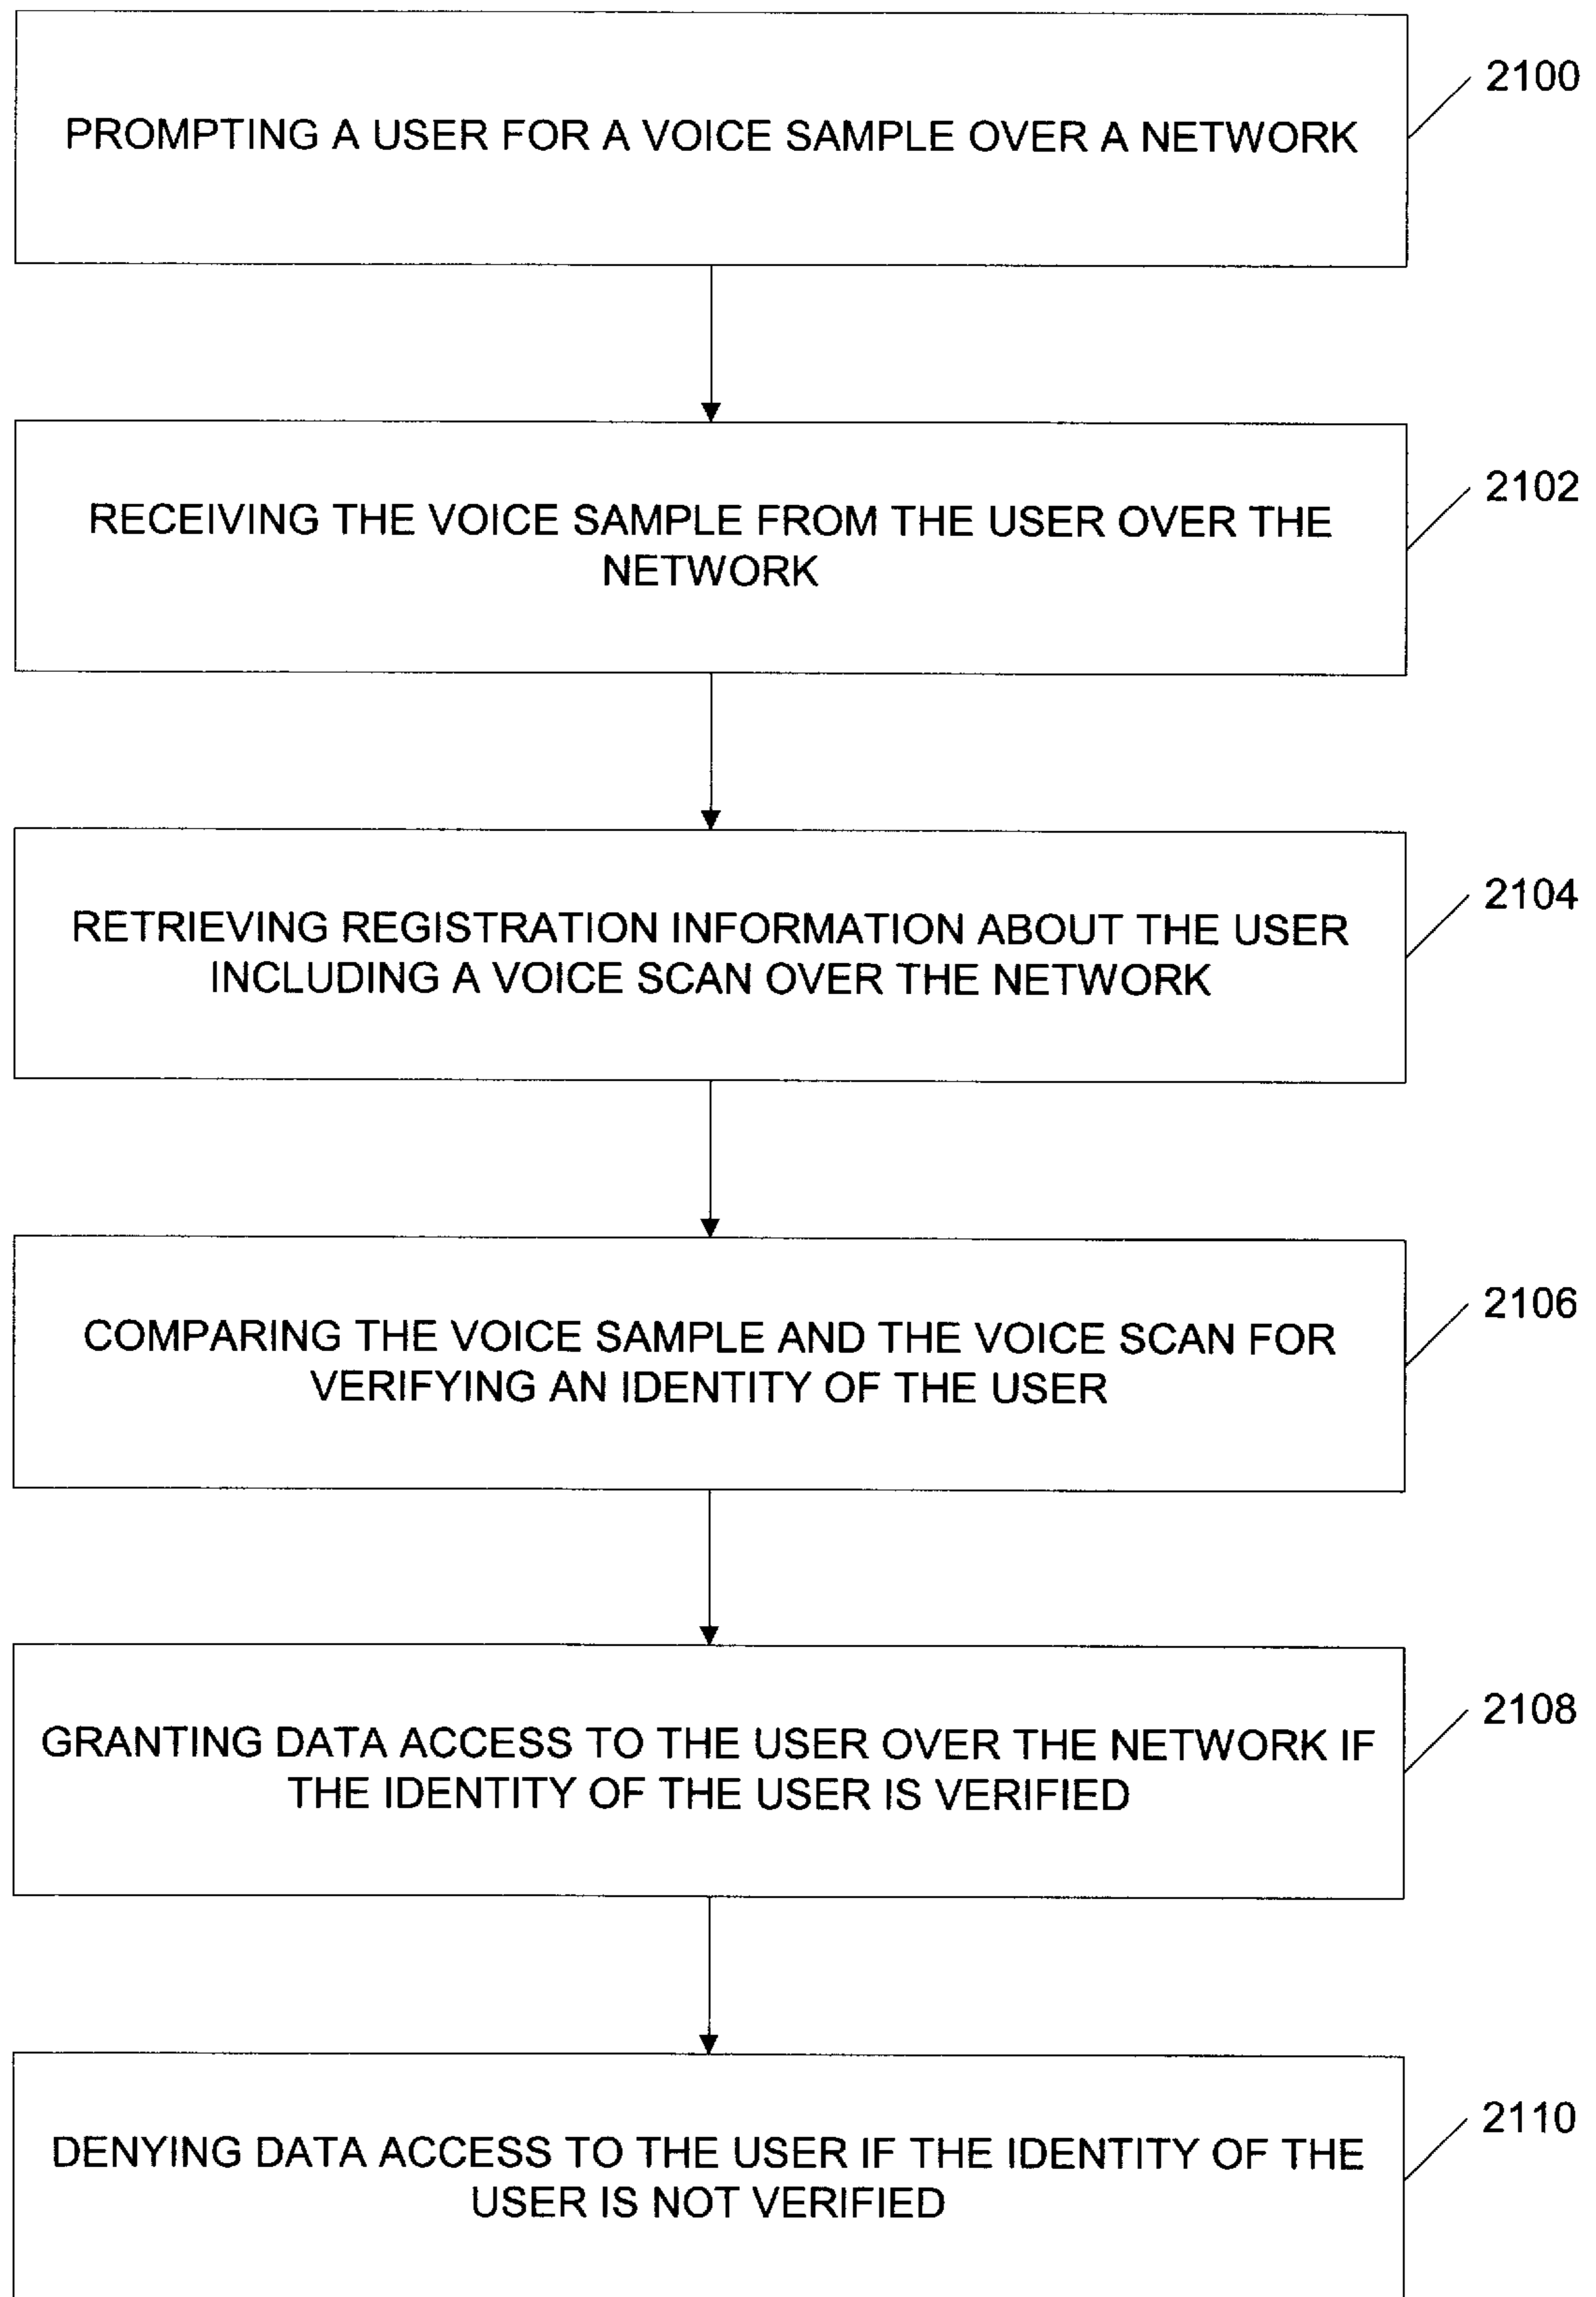 2100
PROMPTING A USER FOR A VOICE SAMPLE OVER A NETWORK
2102
RECEIVING THE VOICE SAMPLE FROM THE USER OVER THE
NETWORK
2104
RETRIEVING REGISTRATION INFORMATION ABOUT THE USER
INCLUDING A VOICE SCAN OVER THE NETWORK
2106
COMPARING THE VOICE SAMPLE AND THE VOICE SCAN FOR
VERIFYING AN IDENTITY OF THE USER
2108
GRANTING DATA ACCESS TO THE USER OVER THE NETWORK IF
THE IDENTITY OF THE USER IS VERIFIED
2110
DENYING DATA ACCESS TO THE USER IF THE IDENTITY OF THE
USER IS NOT VERIFIED